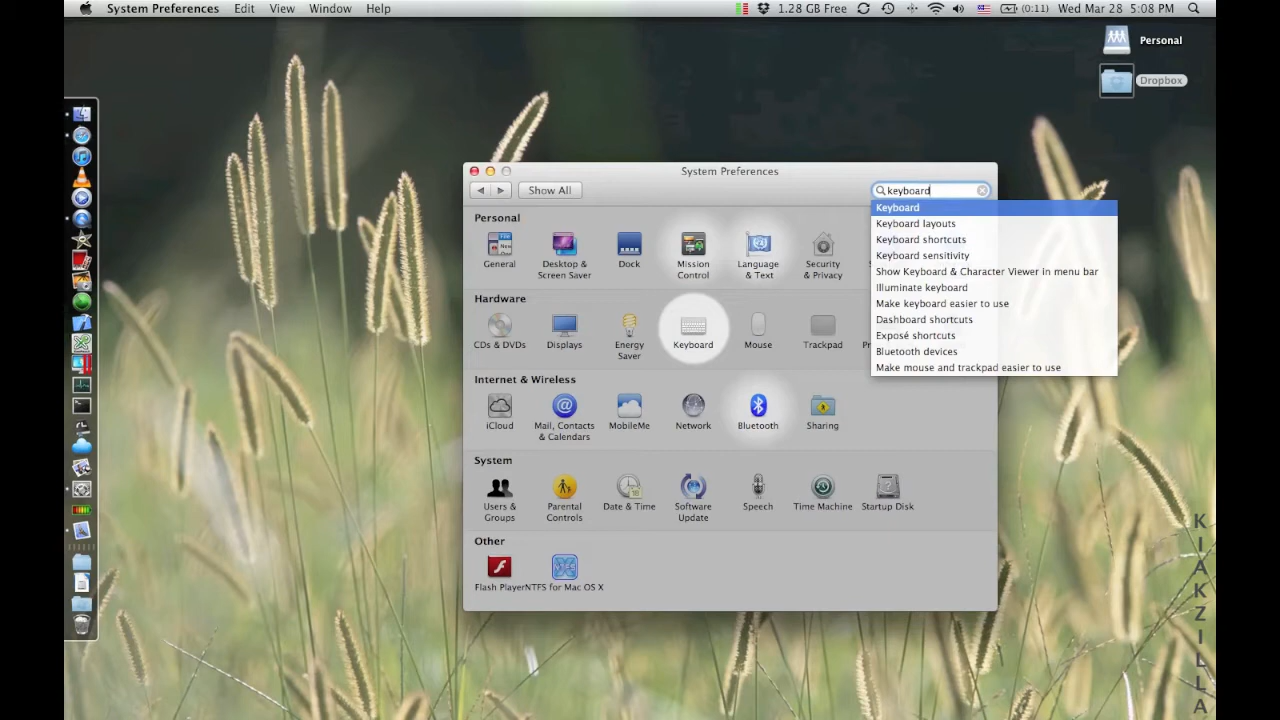 System Preferences Edit View Window Help
1.28 GB Free (0:11) Wed Mar 28 5:08 PM
Personal
Dropbox
System Preferences
Show All
keyboard
Keyboard
Keyboard layouts
Keyboard shortcuts
Keyboard sensitivity
Show Keyboard & Character Viewer in menu bar
Illuminate keyboard
Make keyboard easier to use
Dashboard shortcuts
Exposé shortcuts
Bluetooth devices
Make mouse and trackpad easier to use
Personal
General
Desktop &
Screen Saver
Dock
Mission
Control
Language
& Text
Security
& Privacy
Hardware
CDs & DVDs
Displays
Energy
Saver
Keyboard
Mouse
Trackpad
Internet & Wireless
iCloud
Mail, Contacts
& Calendars
MobileMe
Network
Bluetooth
Sharing
System
Users &
Groups
Parental
Controls
Date & Time
Software
Update
Speech
Time Machine
Startup Disk
Other
Flash Player
NTFS for Mac OS X
KIAKZILLA